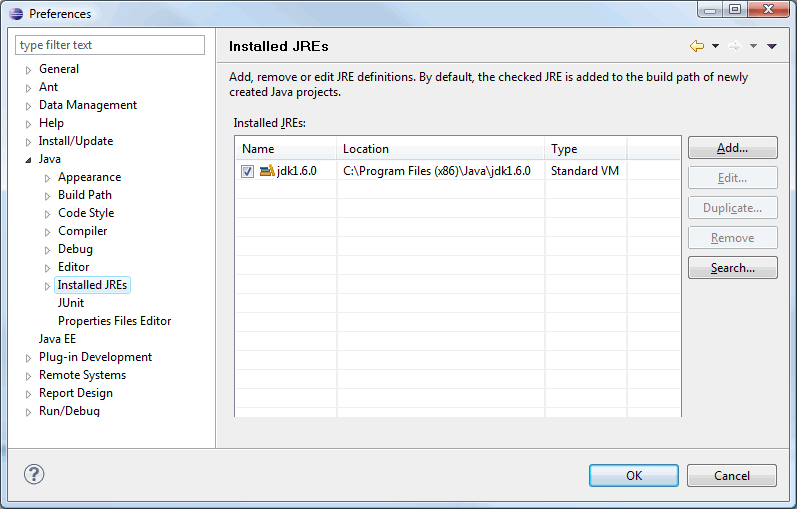 Preferences
type filter text
General
Ant
Data Management
Help
Install/Update
Java
Appearance
Build Path
Code Style
Compiler
Debug
Editor
Installed JREs
JUnit
Properties Files Editor
Java EE
Plug-in Development
Remote Systems
Report Design
Run/Debug
Installed JREs
Add, remove or edit JRE definitions. By default, the checked JRE is added to the build path of newly
created Java projects.
Installed JREs:
Name Location Type
jdk1.6.0 C:\Program Files (x86)\Java\jdk1.6.0 Standard VM
Add...
Edit...
Duplicate...
Remove
Search...
?
OK Cancel